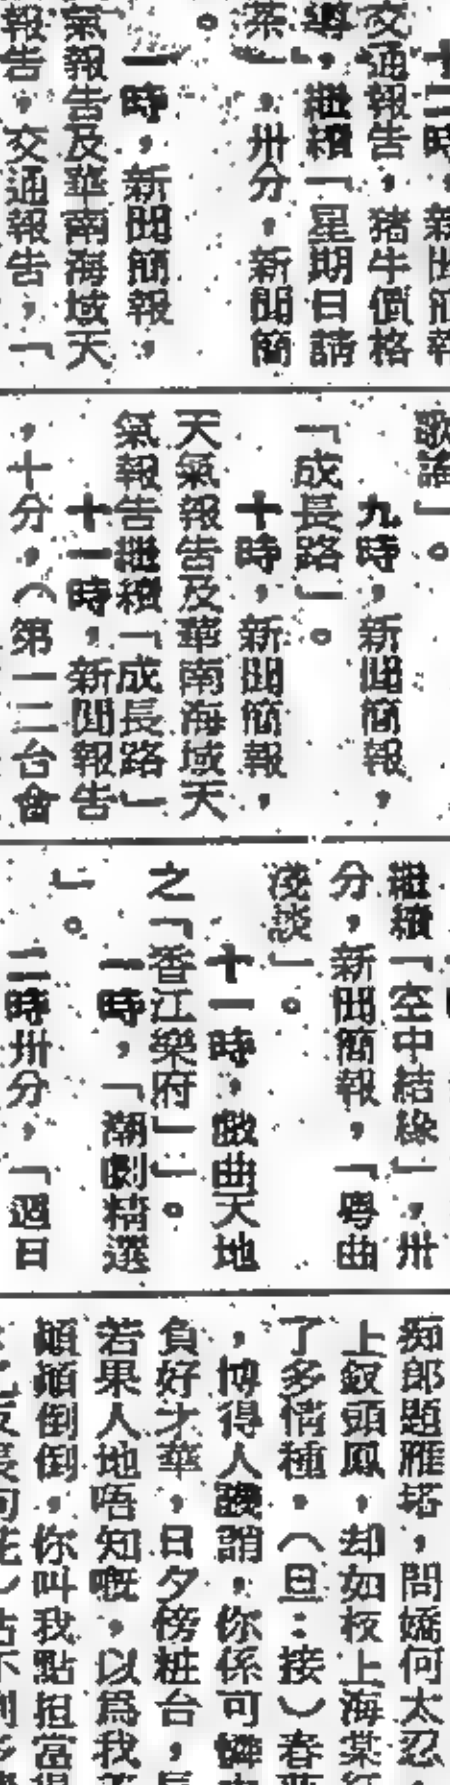 十二時，新聞簡報
交通報告，豬牛價格
導，繼續「星期日請
茶」，卅分，新聞簡
。
一時，新聞簡報，
氣報告及華南海域天
報告，交通報告，「
歌謠」。
九時，新聞簡報，
「成長路」。
十時，新聞簡報，
天氣報告及華南海域天
氣報告繼續「成長路」
十一時，新聞報告
，十分，（第一二台會
繼續「空中結緣」，卅
分，新聞簡報，「粵曲
淺談」。
十一時，戲曲天地
之「香江樂府」」。
一時，「潮劇精選
」。
二時卅分，「週日
痴郎題雁塔，問嬌何太忍
上釵頭鳳，却如板上海棠
了多情種，（旦：接）春
，博得人譏誚，你係可憐
負好才華，日夕傍粧台，
若果人地唔知嘅，以爲我
顛顛倒倒，你叫我點担富